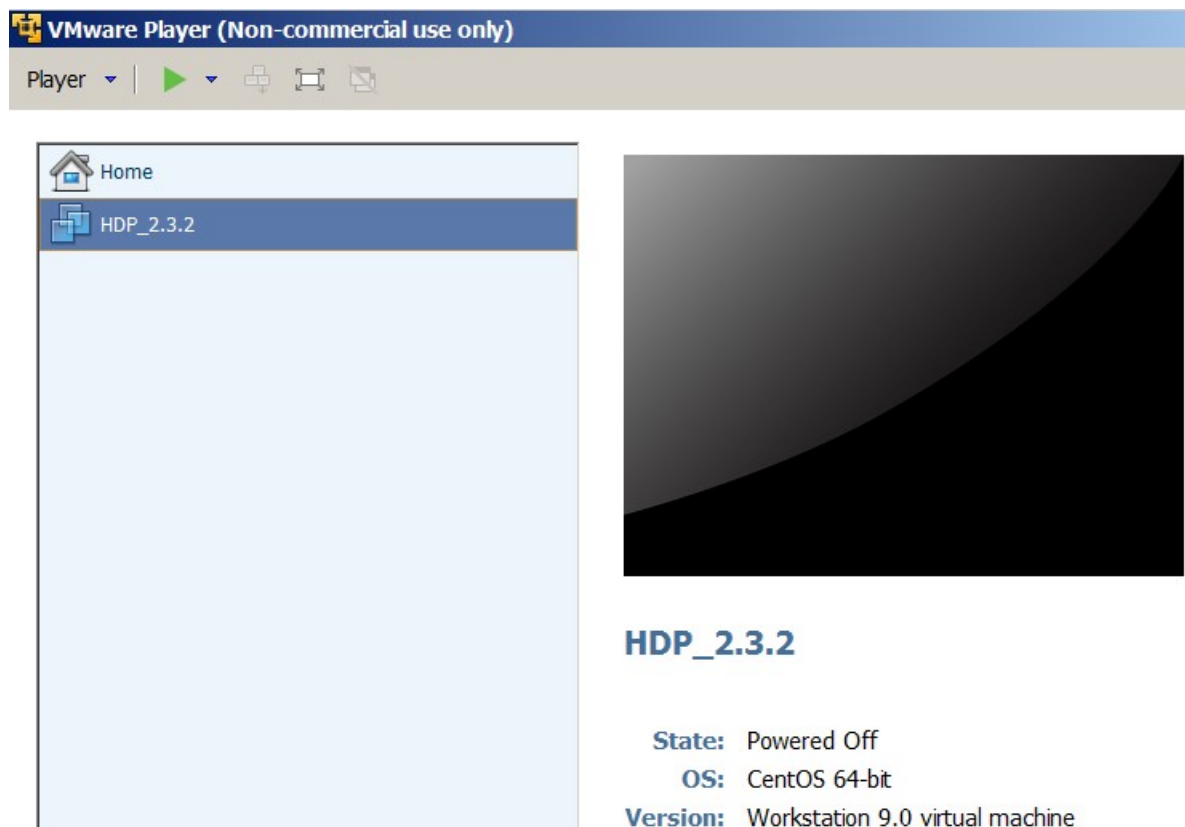 VMware Player (Non-commercial use only)
Player
Home
HDP_2.3.2
HDP_2.3.2
State: Powered Off
OS: CentOS 64-bit
Version: Workstation 9.0 virtual machine